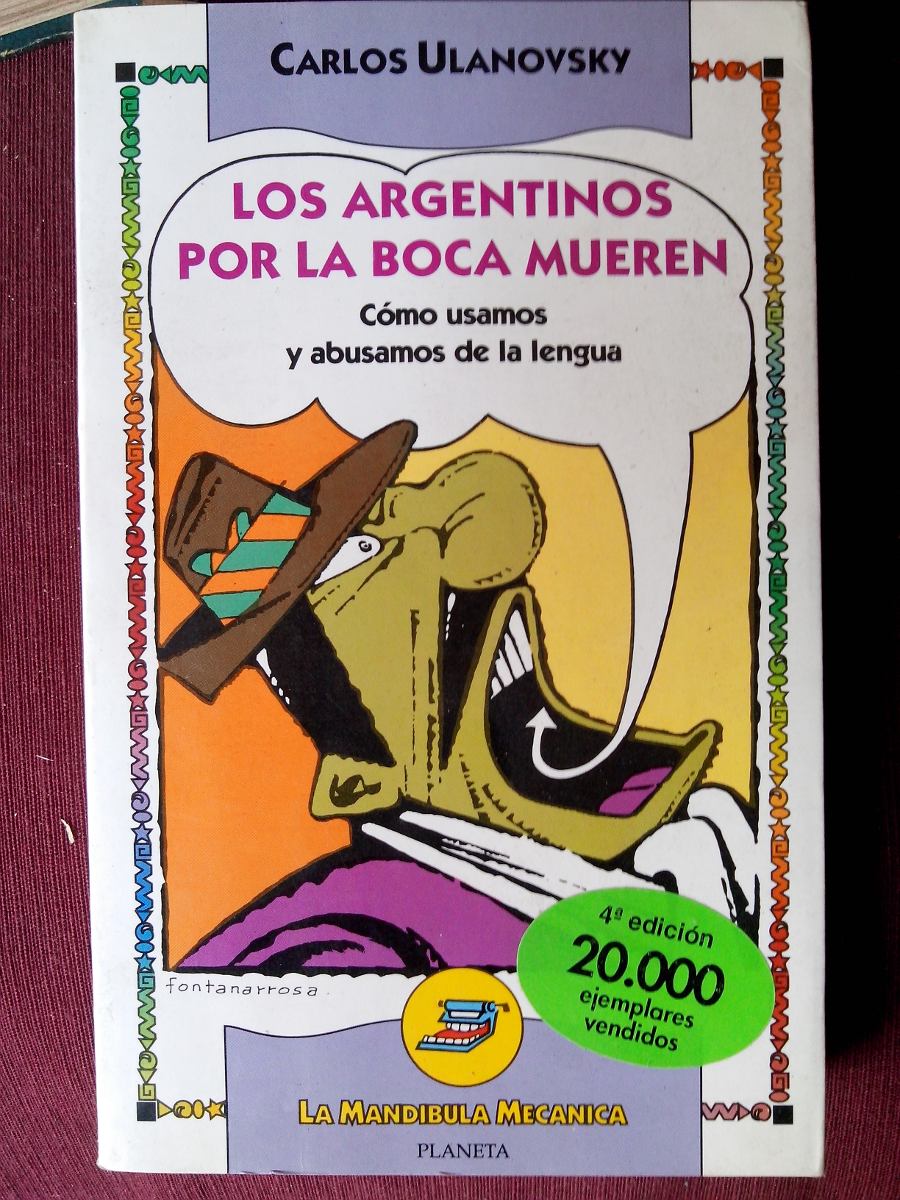 CARLOS ULANOVSKY
LOS ARGENTINOS
POR LA BOCA MUEREN
Cómo usamos
y abusamos de la lengua
fontanarrosa.
4ª edición
20.000
ejemplares
vendidos
LA MANDIBULA MECANICA
PLANETA